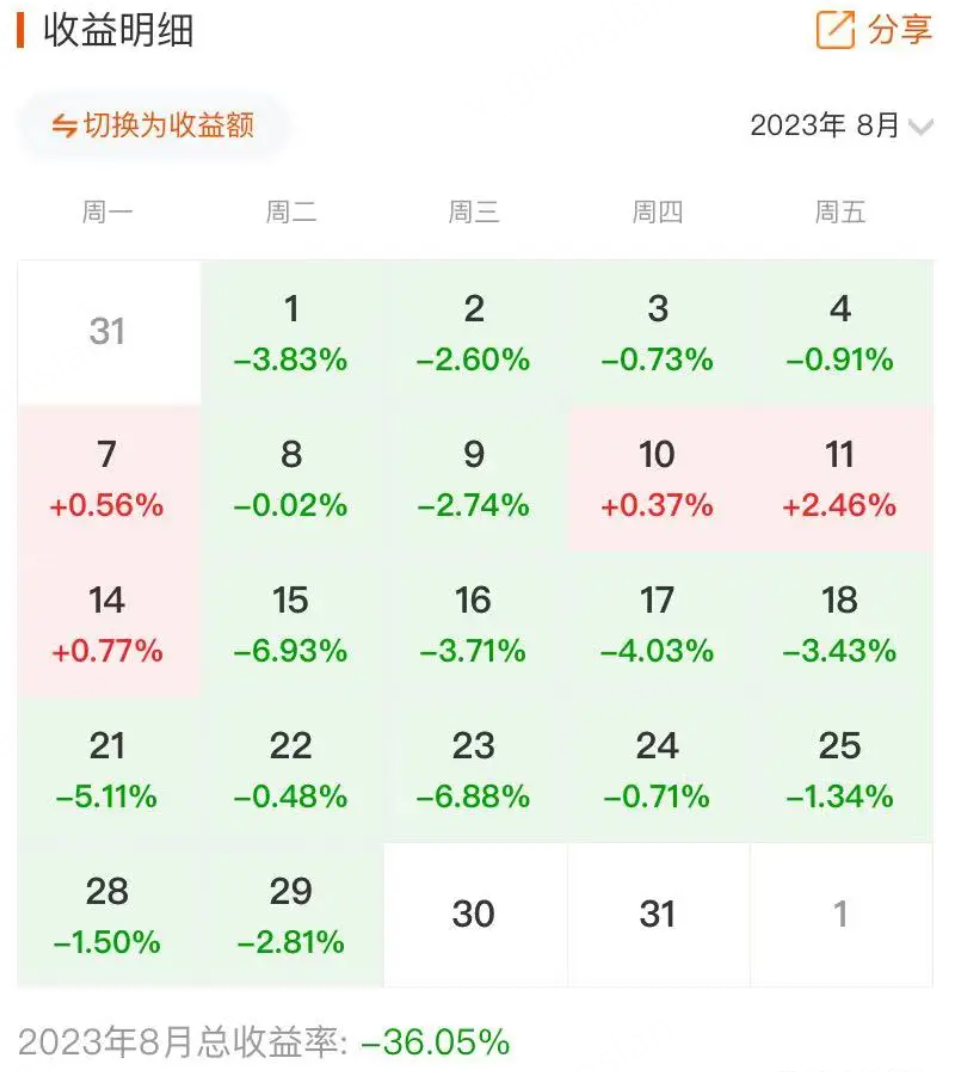 收益明细 分享
切换为收益额 2023年 8月
周一 周二 周三 周四 周五
31 1 2 3 4
-3.83% -2.60% -0.73% -0.91%
7 8 9 10 11
+0.56% -0.02% -2.74% +0.37% +2.46%
14 15 16 17 18
+0.77% -6.93% -3.71% -4.03% -3.43%
21 22 23 24 25
-5.11% -0.48% -6.88% -0.71% -1.34%
28 29 30 31 1
-1.50% -2.81%
2023年8月总收益率: -36.05%